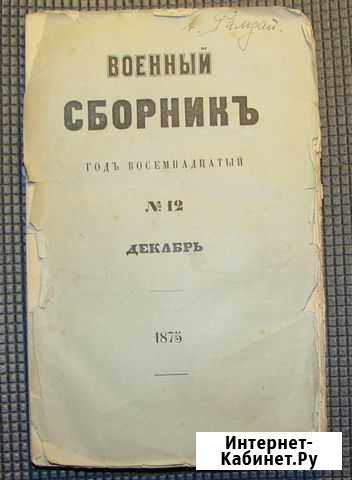 ВОЕННЫЙ
СБОРНИКЪ
ГОДЪ ВОСЕМНАДЦАТЫЙ
№ 12
ДЕКАБРЬ
1875
Интернет-
Кабинет.Ру